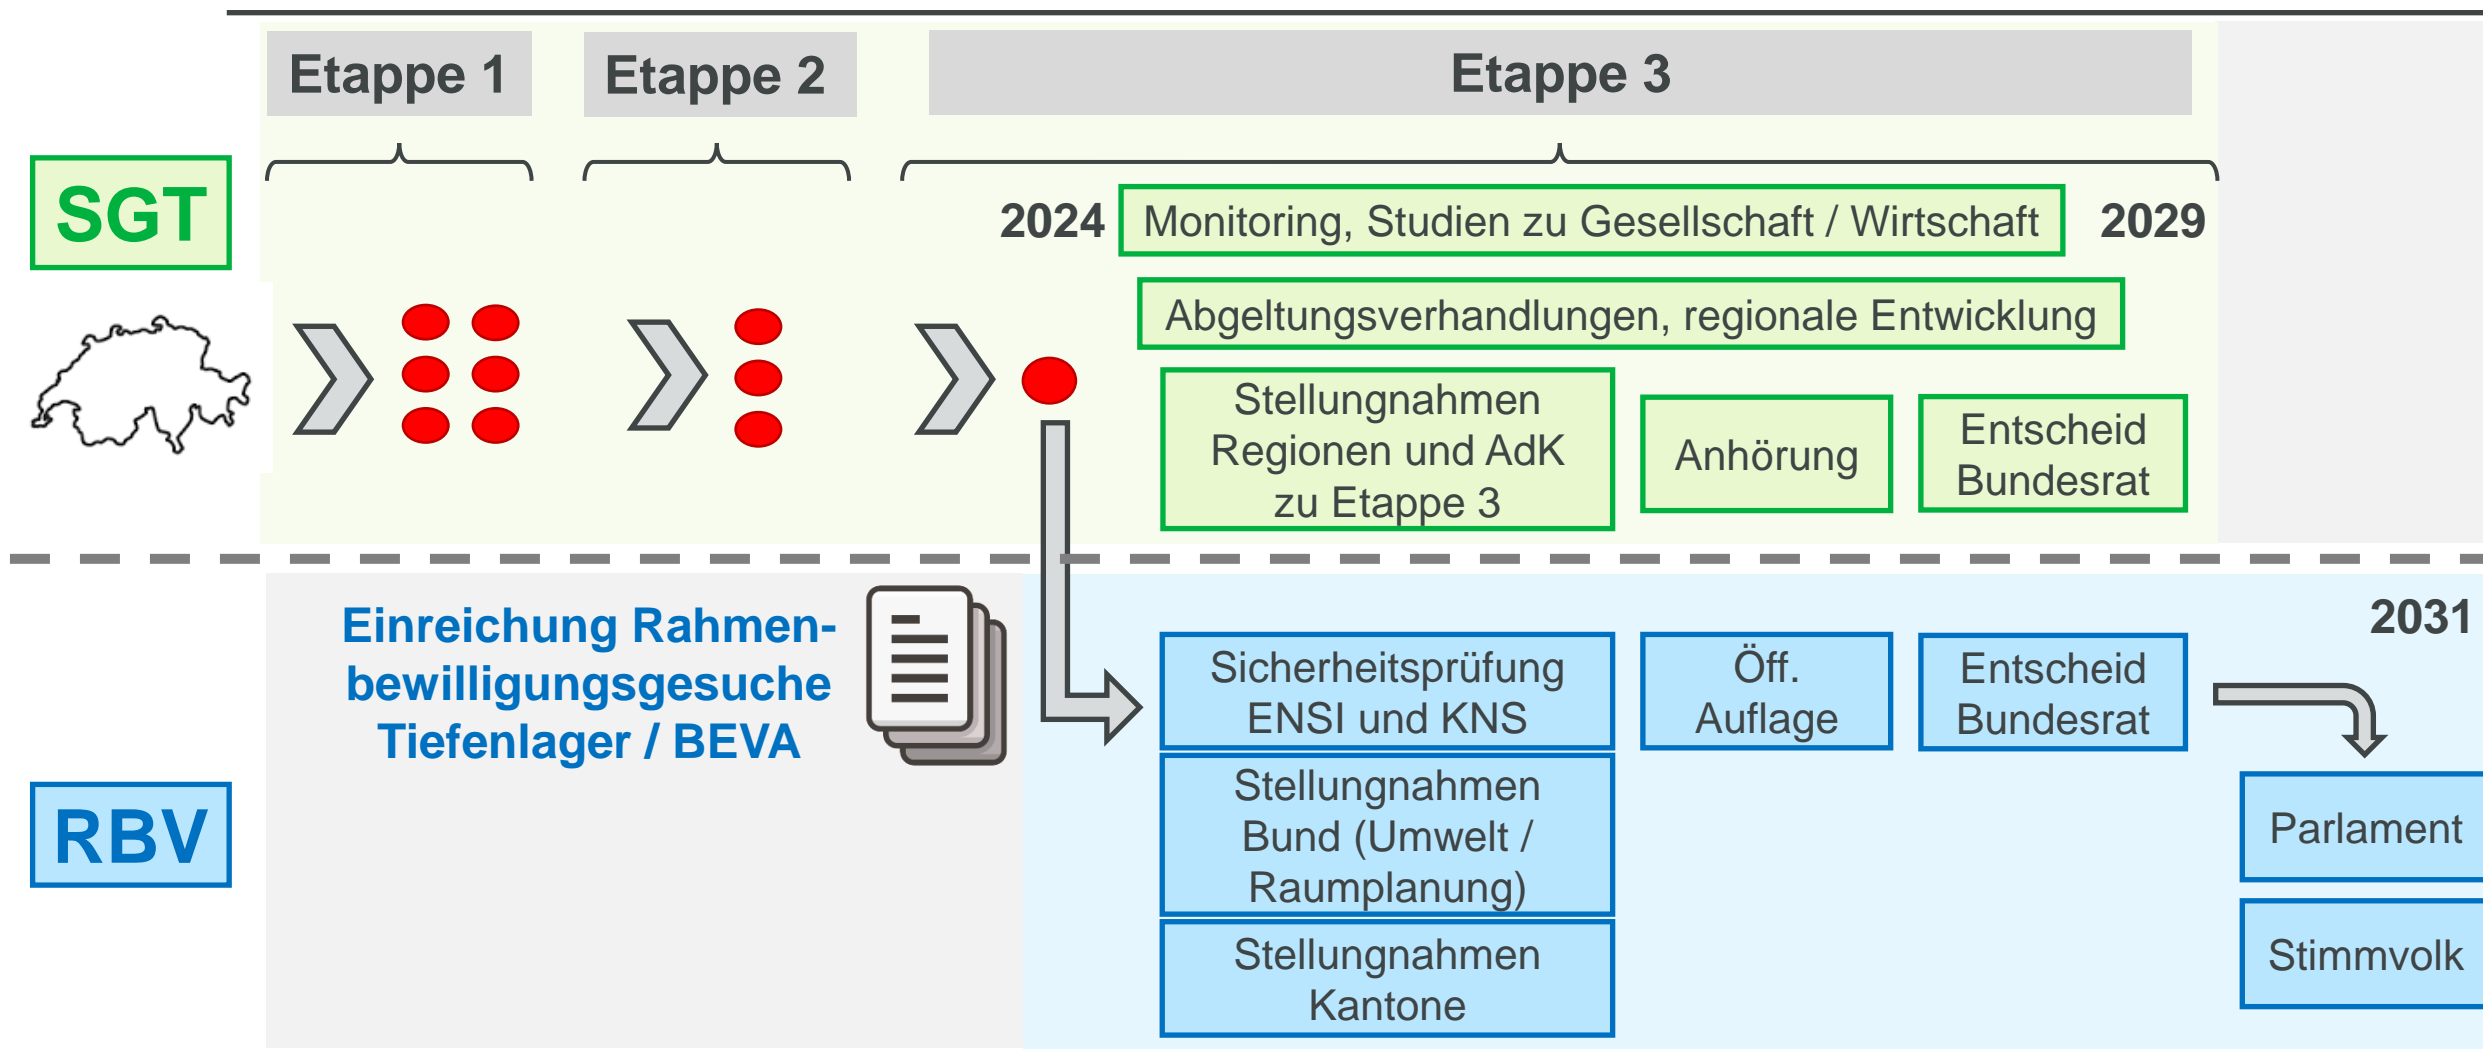 Etappe 1
Etappe 2
Etappe 3
SGT
2024
Monitoring, Studien zu Gesellschaft / Wirtschaft
2029
Abgeltungsverhandlungen, regionale Entwicklung
Stellungnahmen
Regionen und AdK
zu Etappe 3
Anhörung
Entscheid
Bundesrat
RBV
Einreichung Rahmen-
bewilligungsgesuche
Tiefenlager / BEVA
2031
Sicherheitsprüfung
ENSI und KNS
Öff.
Auflage
Entscheid
Bundesrat
Stellungnahmen
Bund (Umwelt /
Raumplanung)
Stellungnahmen
Kantone
Parlament
Stimmvolk